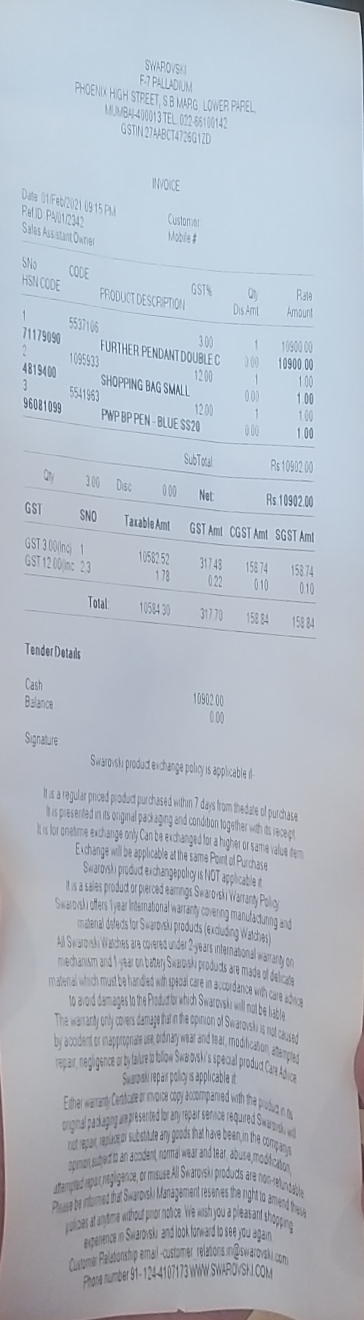 SWAROVSKI
F-7 PALLADIUM
PHOENIX HIGH STREET, S B MARG LOWER PAREL,
MUMBAI-400013 TEL. 022-66100142
GSTIN 27AABCT4726G1ZD
INVOICE
Date 01/Feb/2021 09:15 PM Customer
Ref ID PA/01/2342 Mobile #
Sales Assistant Owner
SNo CODE GST% Qty Rate
HSN CODE PRODUCT DESCRIPTION Dis Amt Amount
1 5537106 3.00 1 10900.00
71179090 FURTHER PENDANT DOUBLE C 0.00 10900.00
2 1095933 12.00 1 1.00
4819400 SHOPPING BAG SMALL 0.00 1.00
3 5541963 12.00 1 1.00
96081099 PWP BP PEN - BLUE SS20 0.00 1.00
SubTotal Rs.10902.00
Qty 3.00 Disc 0.00 Net: Rs.10902.00
GST SNO Taxable Amt GST Amt CGST Amt SGST Amt
GST 3.00(Inc) 1 10582.52 317.48 158.74 158.74
GST 12.00(Inc 2,3 1.78 0.22 0.10 0.10
Total: 10584.30 317.70 158.84 158.84
Tender Details
Cash 10902.00
Balance 0.00
Signature
Swarovski product exchange policy is applicable if-
It is a regular priced product purchased within 7 days from thedate of purchase
It is presented in its original packaging and condition together with its receipt
It is for onetime exchange only Can be exchanged for a higher or same value item
Exchange will be applicable at the same Point of Purchase
Swarovski product exchangepolicy is NOT applicable if
It is a sales product or pierced earrings Swarovski Warranty Policy
Swarovski offers 1year International warranty covering manufacturing and
material defects for Swarovski products (excluding Watches)
All Swarovski Watches are covered under 2-years international warranty on
mechanism and 1-year on battery Swarovski products are made of delicate
material which must be handled with special care in accordance with care advice
to avoid damages to the Product for which Swarovski will not be liable
The warranty only covers damage that in the opinion of Swarovski is not caused
by accident or inappropriate use, ordinary wear and tear, modification, attempted
repair, negligence or by failure to follow Swarovski's special product Care Advice
Swarovski repair policy is applicable if
Either warranty Certificate or invoice copy accompanied with the product in its
original packaging are presented for any repair service required Swarovski will
not repair, replace or substitute any goods that have been,in the companys
opinion,subject to an accident, normal wear and tear, abuse,modification,
attempted repair,negligence, or misuse.All Swarovski products are non-refundable
Please be informed that Swarovski Management reserves the right to amend these
policies at anytime without prior notice. We wish you a pleasant shopping
experience in Swarovski and look forward to see you again
Customer Relationship email -customer_relations.in@swarovski.com
Phone number 91- 124-4107173 WWW.SWAROVSKI.COM